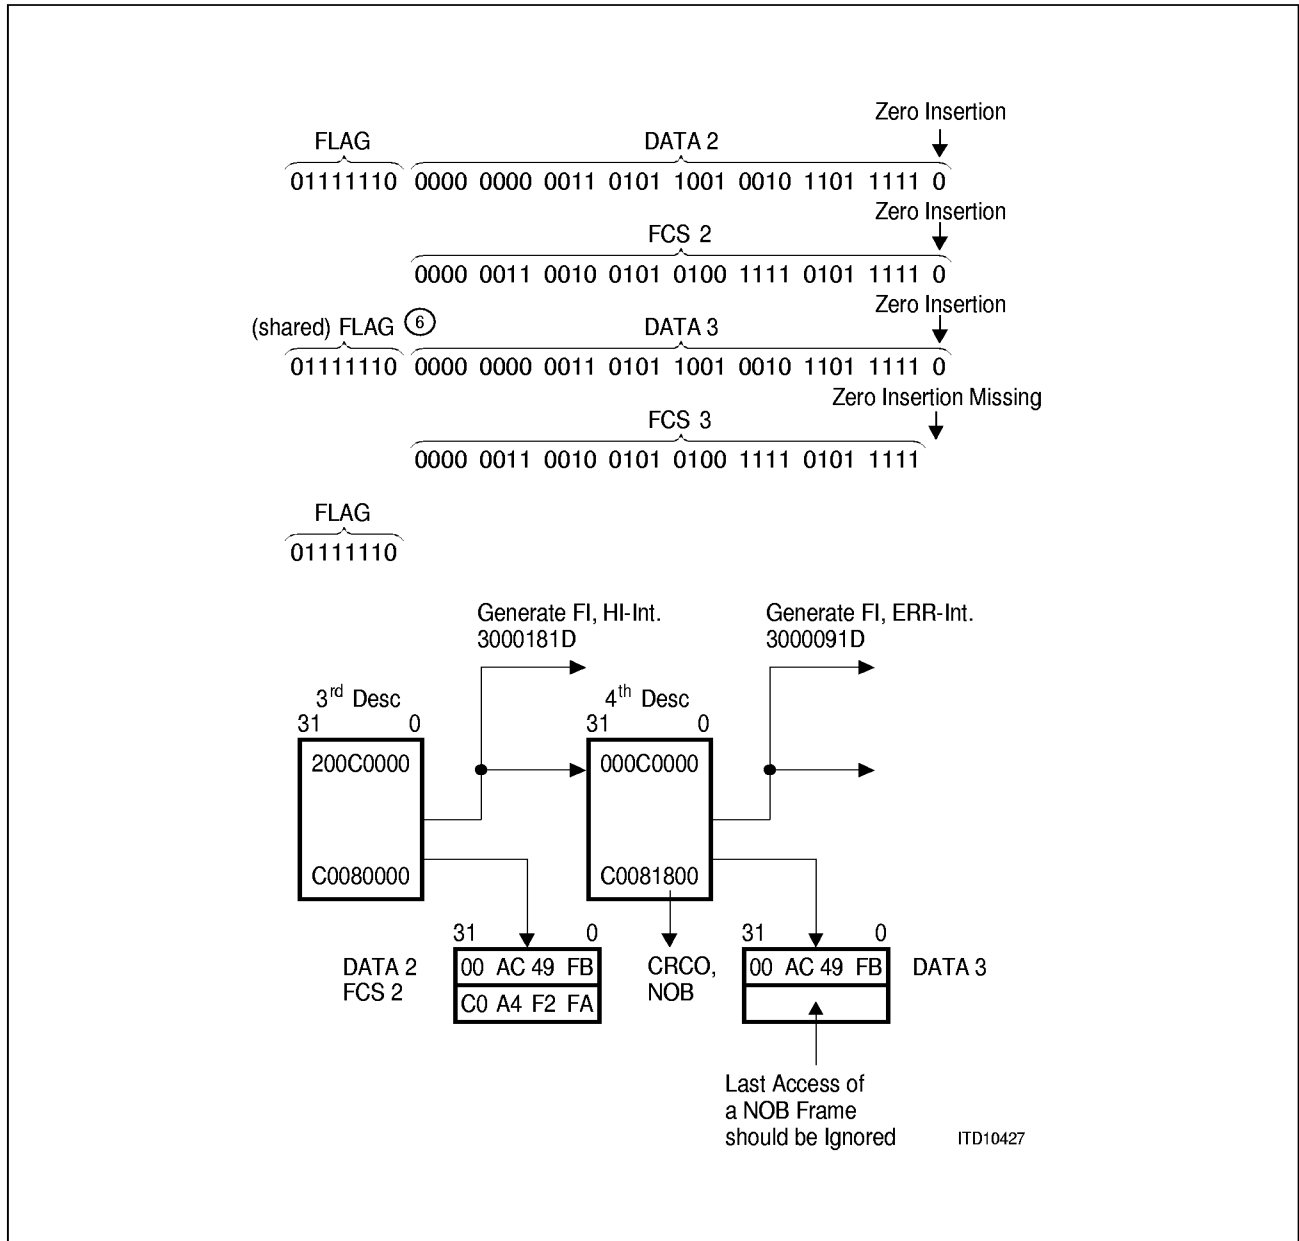 Zero Insertion
FLAG DATA 2
01111110 0000 0000 0011 0101 1001 0010 1101 1111 0
Zero Insertion
FCS 2
0000 0011 0010 0101 0100 1111 0101 1111 0
Zero Insertion
(shared) FLAG 6 DATA 3
01111110 0000 0000 0011 0101 1001 0010 1101 1111 0
Zero Insertion Missing
FCS 3
0000 0011 0010 0101 0100 1111 0101 1111
FLAG
01111110
Generate FI, HI-Int.
3000181D
Generate FI, ERR-Int.
3000091D
3rd Desc
31 0
200C0000
C0080000
4th Desc
31 0
000C0000
C0081800
31 0
DATA 2 00 AC 49 FB
FCS 2 C0 A4 F2 FA
CRCO,
NOB
31 0
00 AC 49 FB DATA 3
Last Access of
a NOB Frame
should be Ignored
ITD10427